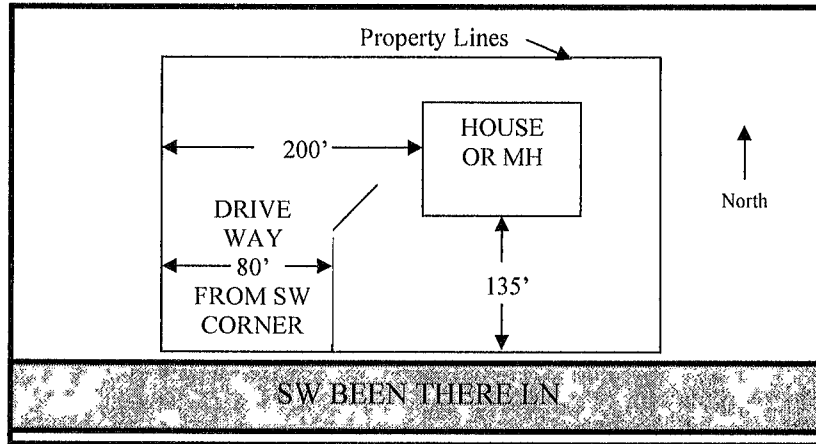 Property Lines
HOUSE
OR MH
200’
North
DRIVE
WAY
80’
FROM SW
CORNER
135’
SW BEEN THERE LN